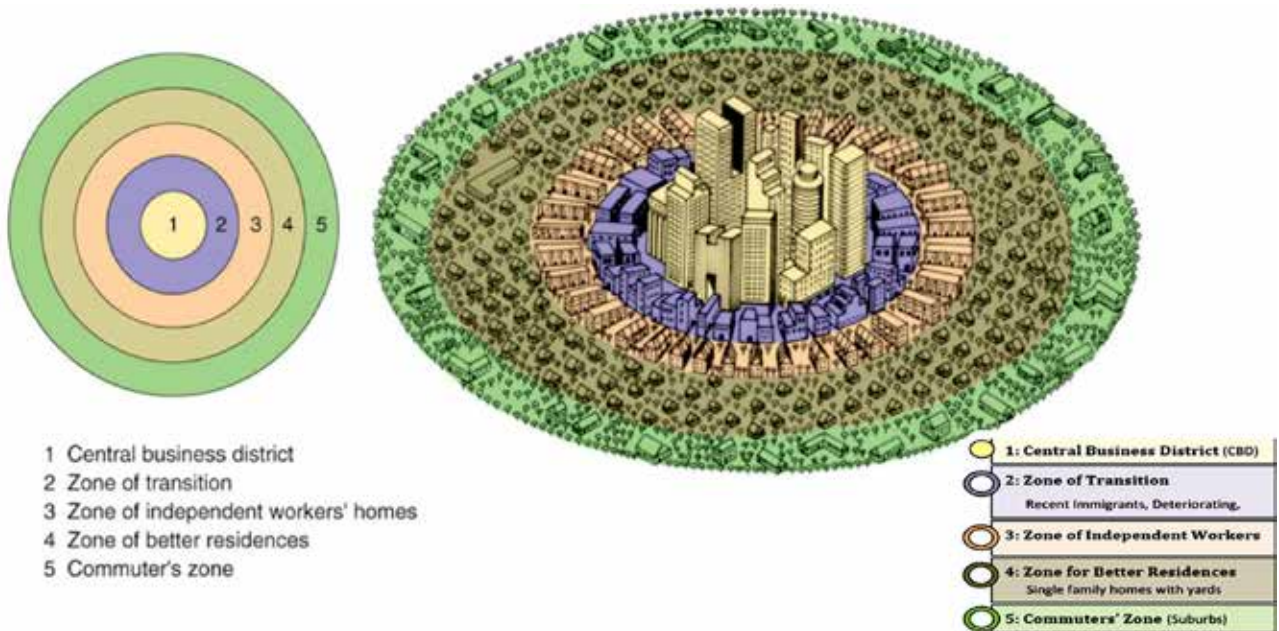 1 2 3 4 5
1 Central business district
2 Zone of transition
3 Zone of independent workers' homes
4 Zone of better residences
5 Commuter's zone
1: Central Business District (CBD)
2: Zone of Transition
Recent Immigrants, Deteriorating,
3: Zone of Independent Workers
4: Zone for Better Residences
Single family homes with yards
5: Commuters' Zone (Suburbs)